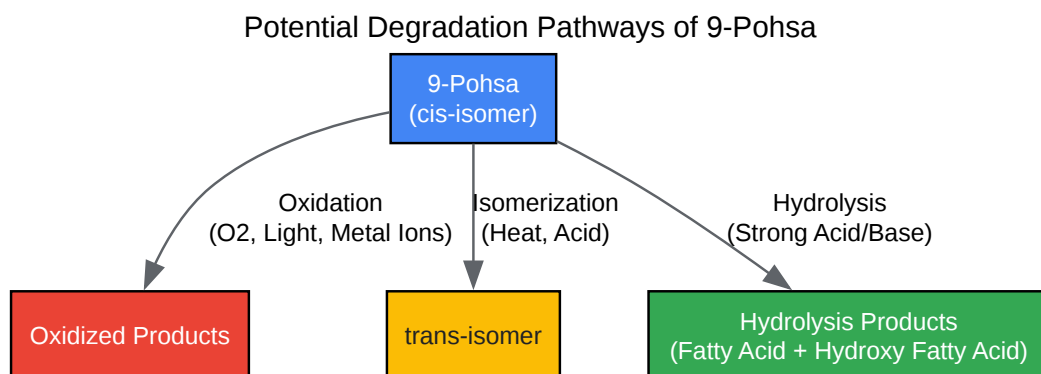 Potential Degradation Pathways of 9-Pohsa
9-Pohsa
(cis-isomer)
Oxidation
(O2, Light, Metal Ions)
Isomerization
(Heat, Acid)
Hydrolysis
(Strong Acid/Base)
Oxidized Products
trans-isomer
Hydrolysis Products
(Fatty Acid + Hydroxy Fatty Acid)